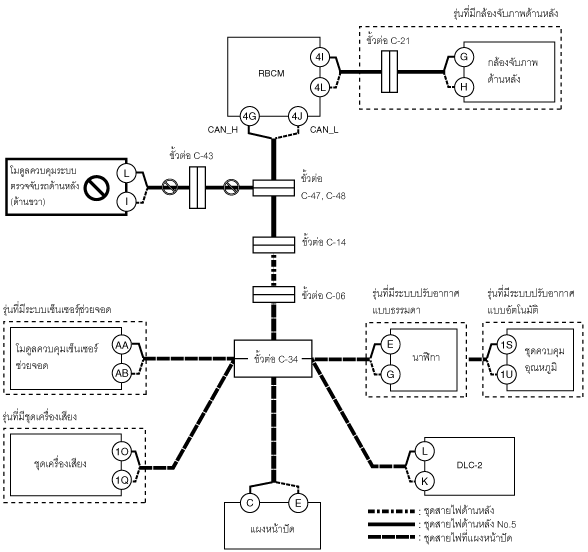 รุ่นที่มีกล้องจับภาพด้านหลัง
ขั้วต่อ C-21
RBCM
4I
4L
G
H
กล้องจับภาพ
ด้านหลัง
4G
4J
CAN_H
CAN_L
ขั้วต่อ C-43
โมดูลควบคุมระบบ
ตรวจจับรถด้านหลัง
(ด้านขวา)
L
I
ขั้วต่อ
C-47, C-48
ขั้วต่อ C-14
ขั้วต่อ C-06
รุ่นที่มีระบบเซ็นเซอร์ช่วยจอด
โมดูลควบคุมเซ็นเซอร์
ช่วยจอด
AA
AB
ขั้วต่อ C-34
รุ่นที่มีระบบปรับอากาศ
แบบธรรมดา
E
G
นาฬิกา
รุ่นที่มีระบบปรับอากาศ
แบบอัตโนมัติ
1S
1U
ชุดควบคุม
อุณหภูมิ
รุ่นที่มีชุดเครื่องเสียง
ชุดเครื่องเสียง
1O
1Q
L
K
DLC-2
C
E
แผงหน้าปัด
: ชุดสายไฟด้านหลัง
: ชุดสายไฟด้านหลัง No.5
: ชุดสายไฟที่แผงหน้าปัด